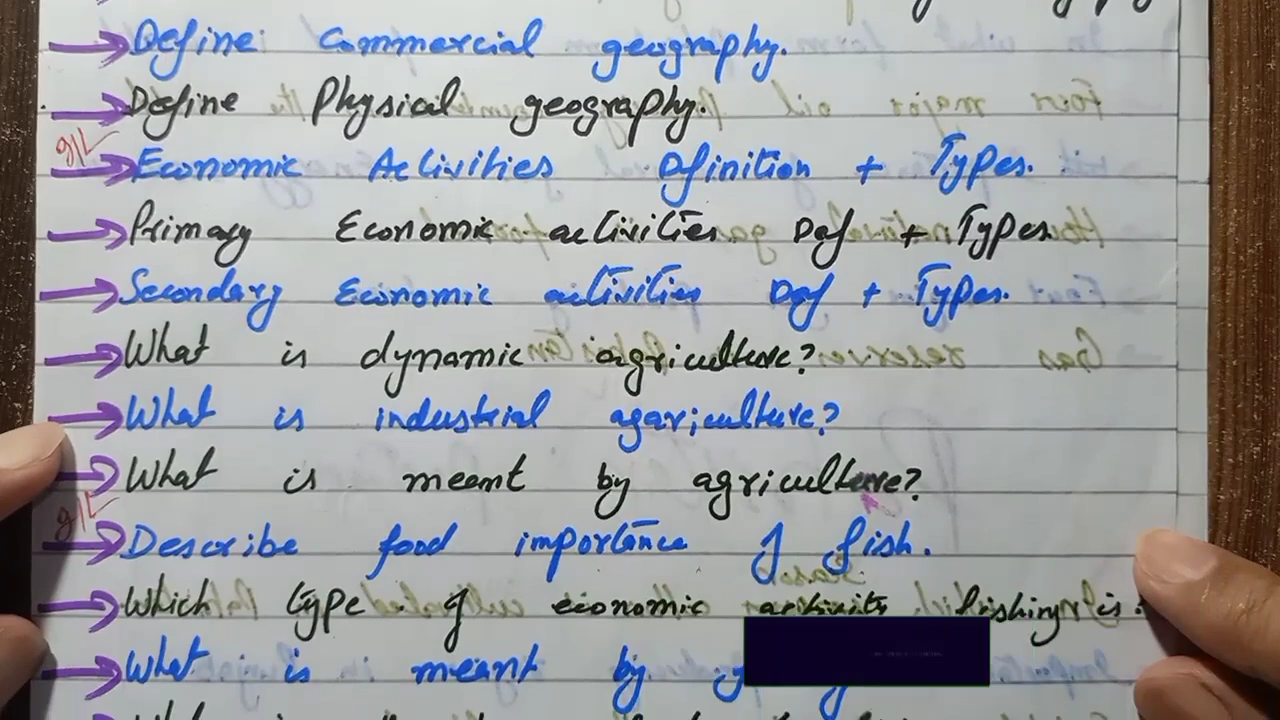 Define commercial geography.
Define Physical geography.
Economic Activities Dfinition + Types.
Primary Economic activities Def + Types.
Secondary Economic activities Def + Types.
What is dynamic agriculture?
What is industrial agariculture?
What is meant by agriculture?
Describe food importance of fish.
Which type of economic activity fishing is?
What is meant by